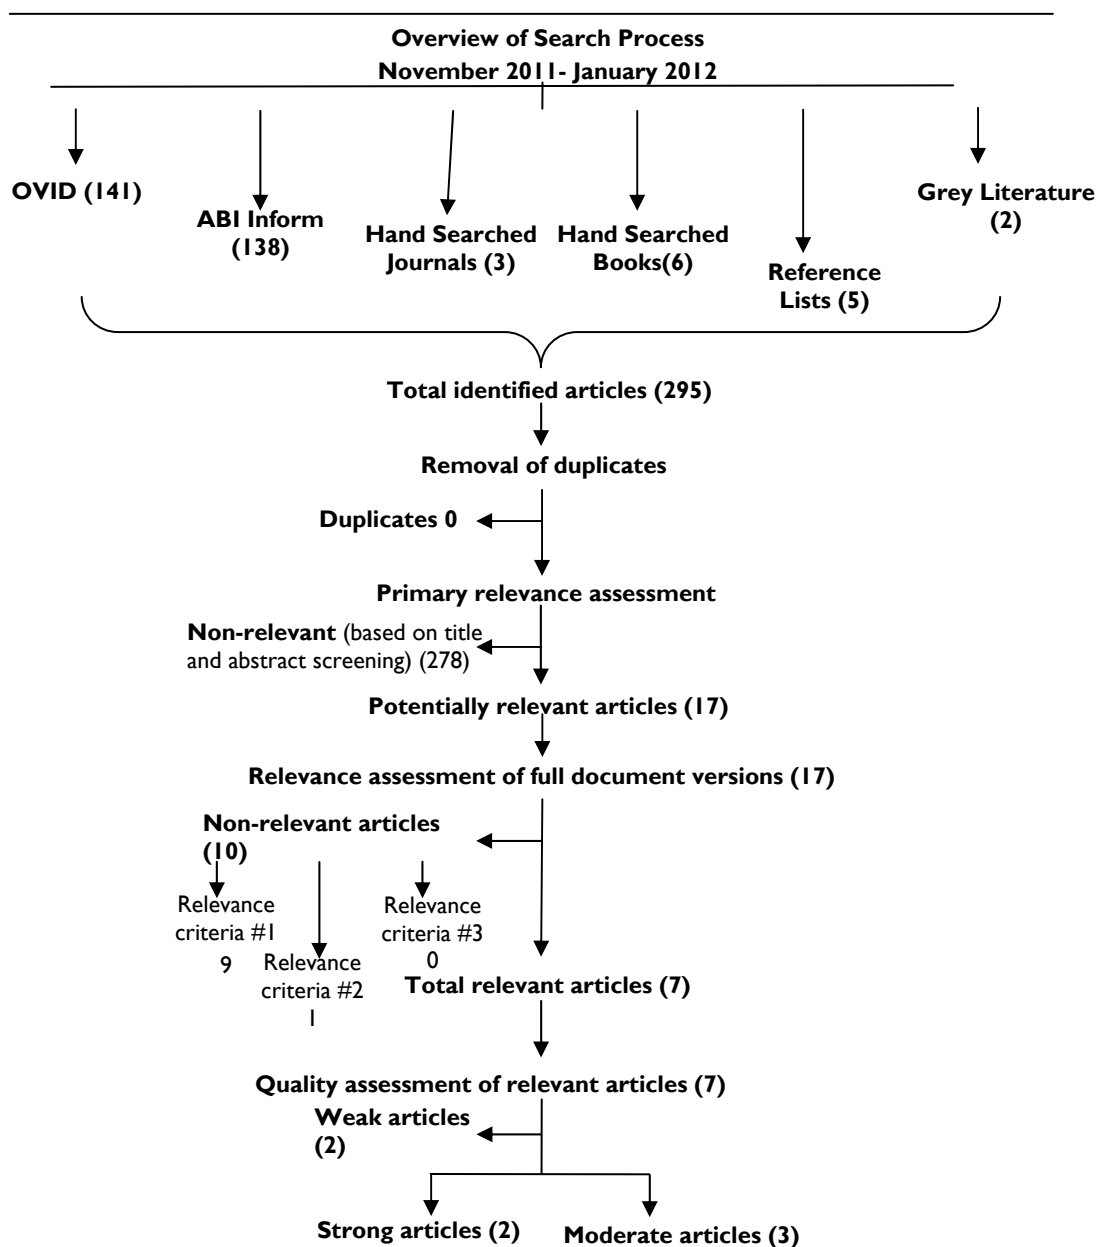 Overview of Search Process
November 2011- January 2012
OVID (141)
ABI Inform
(138)
Hand Searched
Journals (3)
Hand Searched
Books(6)
Reference
Lists (5)
Grey Literature
(2)
Total identified articles (295)
Removal of duplicates
Duplicates 0
Primary relevance assessment
Non-relevant (based on title
and abstract screening) (278)
Potentially relevant articles (17)
Relevance assessment of full document versions (17)
Non-relevant articles
(10)
Relevance
criteria #1
9
Relevance
criteria #2
1
Relevance
criteria #3
0
Total relevant articles (7)
Quality assessment of relevant articles (7)
Weak articles
(2)
Strong articles (2)
Moderate articles (3)